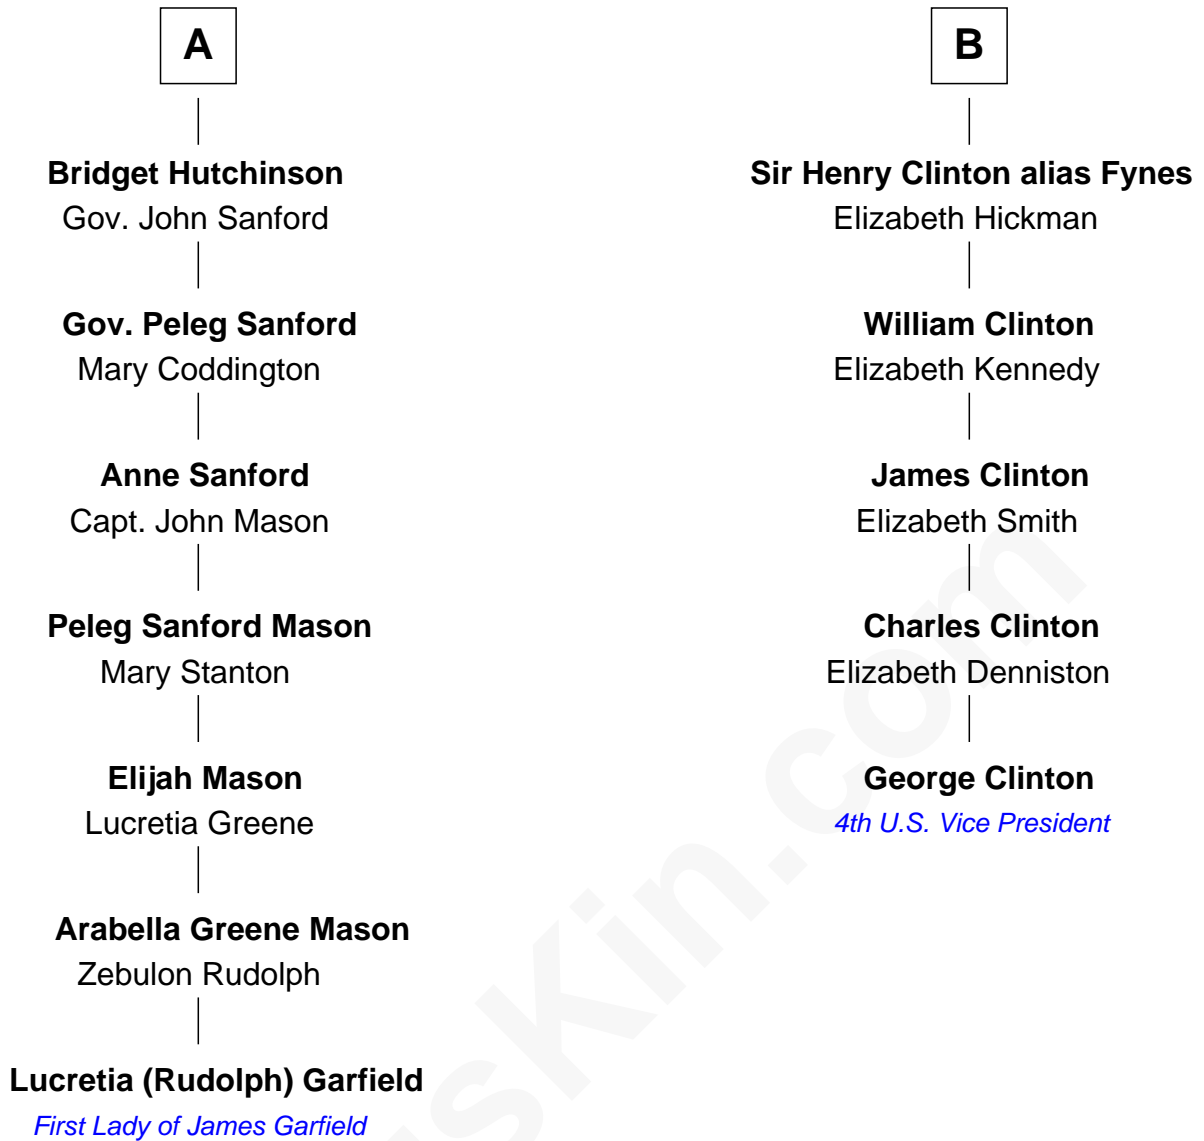 A
Bridget Hutchinson
Gov. John Sanford
Gov. Peleg Sanford
Mary Coddington
Anne Sanford
Capt. John Mason
Peleg Sanford Mason
Mary Stanton
Elijah Mason
Lucretia Greene
Arabella Greene Mason
Zebulon Rudolph
Lucretia (Rudolph) Garfield
First Lady of James Garfield
B
Sir Henry Clinton alias Fynes
Elizabeth Hickman
William Clinton
Elizabeth Kennedy
James Clinton
Elizabeth Smith
Charles Clinton
Elizabeth Denniston
George Clinton
4th U.S. Vice President